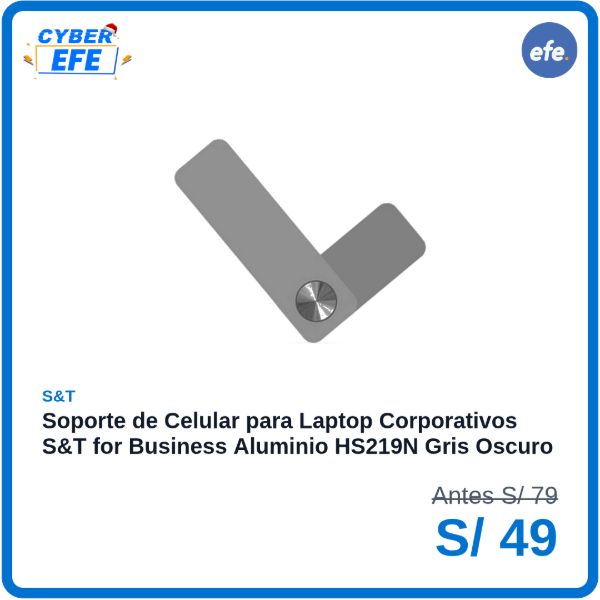 CYBER
EFE
efe.
S&T
Soporte de Celular para Laptop Corporativos
S&T for Business Aluminio HS219N Gris Oscuro
Antes S/ 79
S/ 49